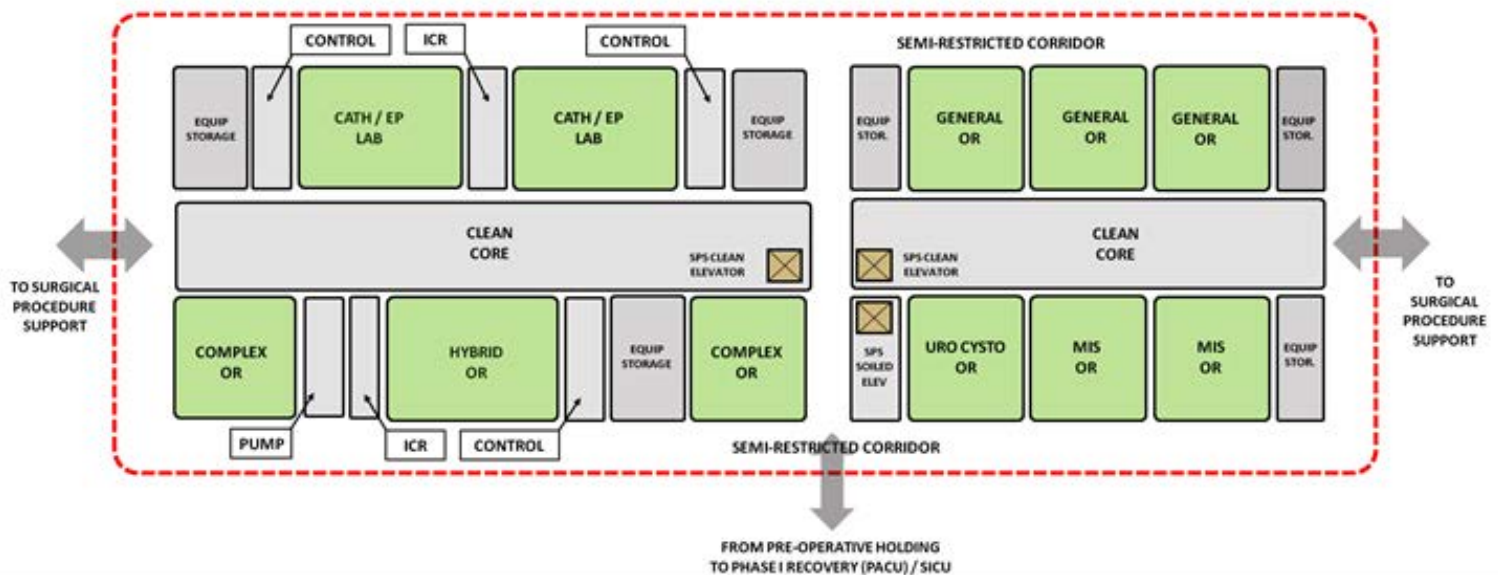 CONTROL
ICR
CONTROL
SEMI-RESTRICTED CORRIDOR
EQUIP
STORAGE
CATH / EP
LAB
CATH / EP
LAB
EQUIP
STORAGE
EQUIP
STOR.
GENERAL
OR
GENERAL
OR
GENERAL
OR
EQUIP
STOR.
TO SURGICAL
PROCEDURE
SUPPORT
CLEAN
CORE
SPS CLEAN
ELEVATOR
SPS CLEAN
ELEVATOR
CLEAN
CORE
TO
SURGICAL
PROCEDURE
SUPPORT
COMPLEX
OR
HYBRID
OR
EQUIP
STORAGE
COMPLEX
OR
SPS
SOILED
ELEV
URO CYSTO
OR
MIS
OR
MIS
OR
EQUIP
STOR.
PUMP
ICR
CONTROL
SEMI-RISTRICTED CORRIDOR
FROM PRE-OPERATIVE HOLDING
TO PHASE I RECOVERY (PACU) / SICU